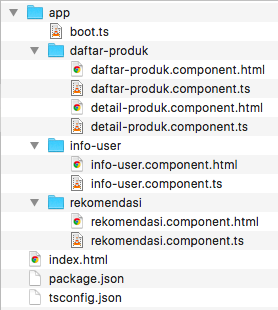 app
boot.ts
daftar-produk
daftar-produk.component.html
daftar-produk.component.ts
detail-produk.component.html
detail-produk.component.ts
info-user
info-user.component.html
info-user.component.ts
rekomendasi
rekomendasi.component.html
rekomendasi.component.ts
index.html
package.json
tsconfig.json